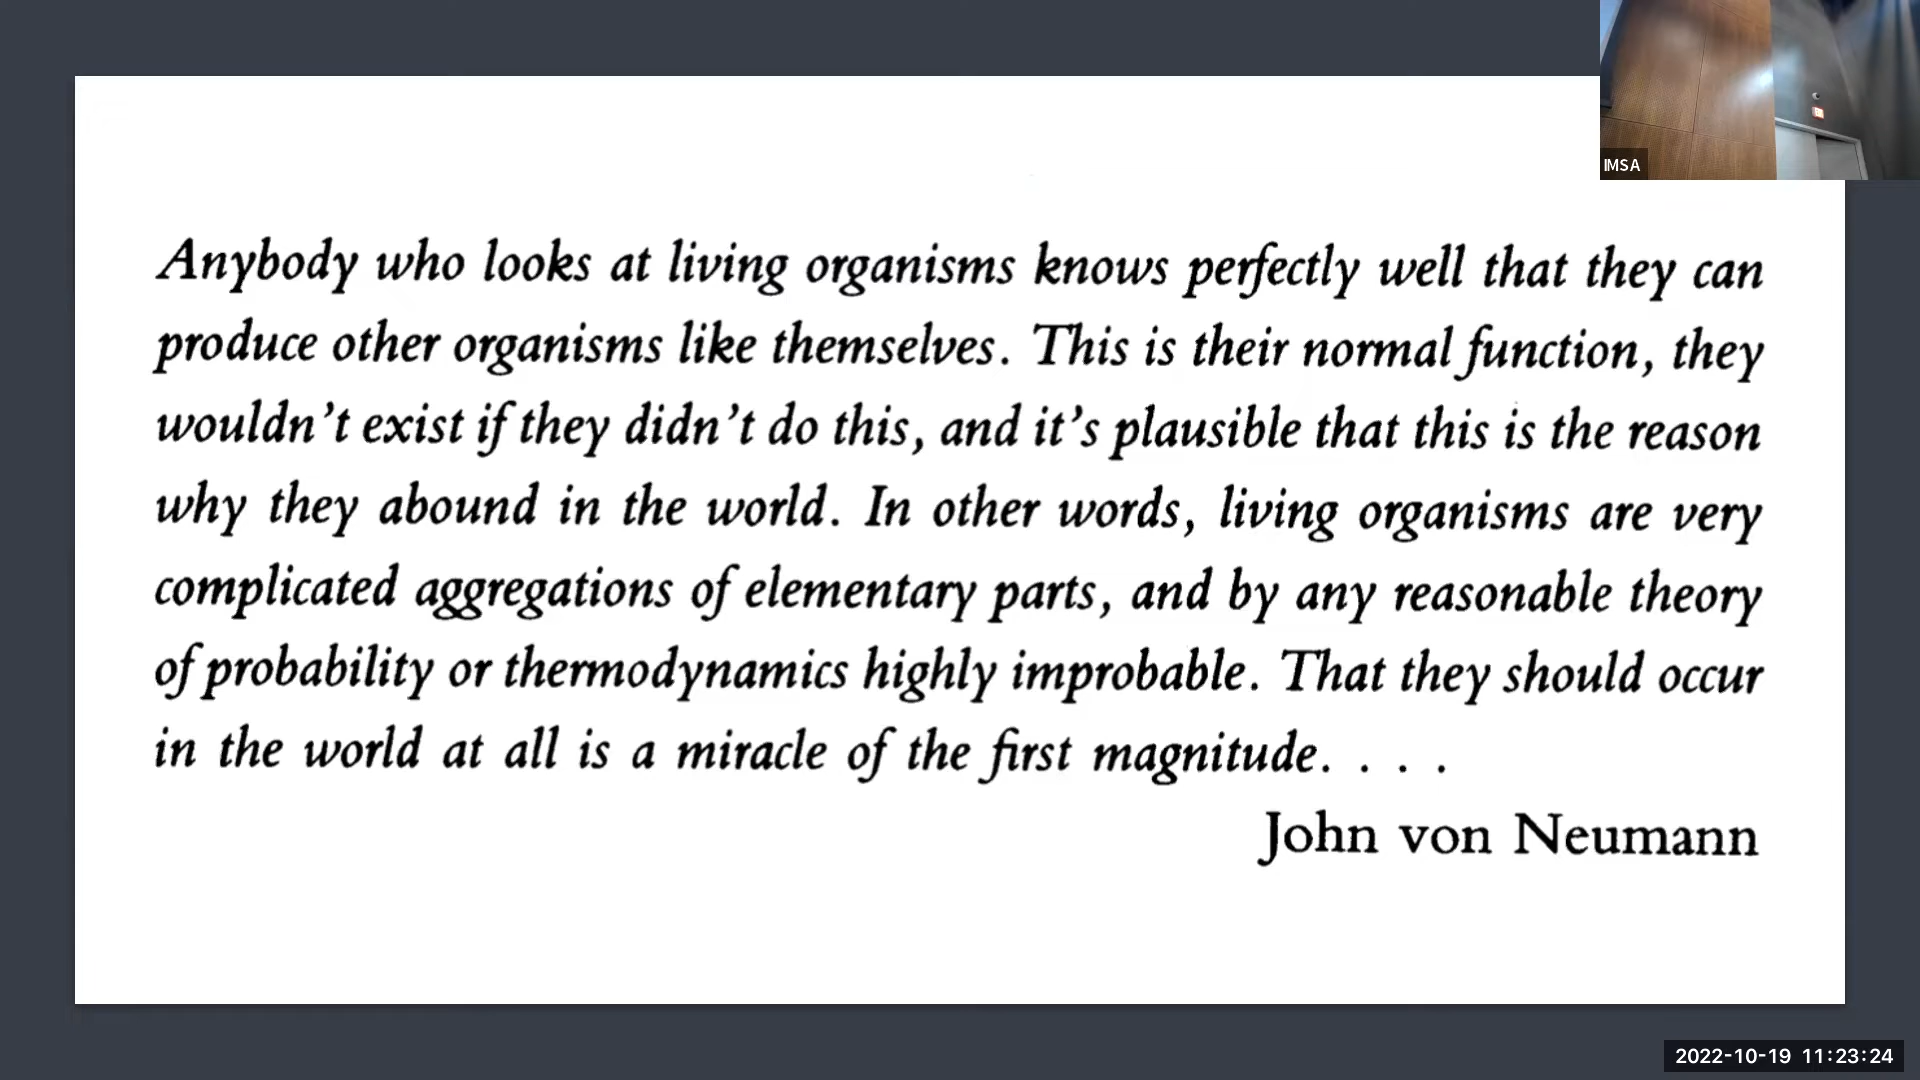 IMSA
Anybody who looks at living organisms knows perfectly well that they can
produce other organisms like themselves. This is their normal function, they
wouldn’t exist if they didn’t do this, and it’s plausible that this is the reason
why they abound in the world. In other words, living organisms are very
complicated aggregations of elementary parts, and by any reasonable theory
of probability or thermodynamics highly improbable. That they should occur
in the world at all is a miracle of the first magnitude. . . .
John von Neumann
2022-10-19 11:23:24